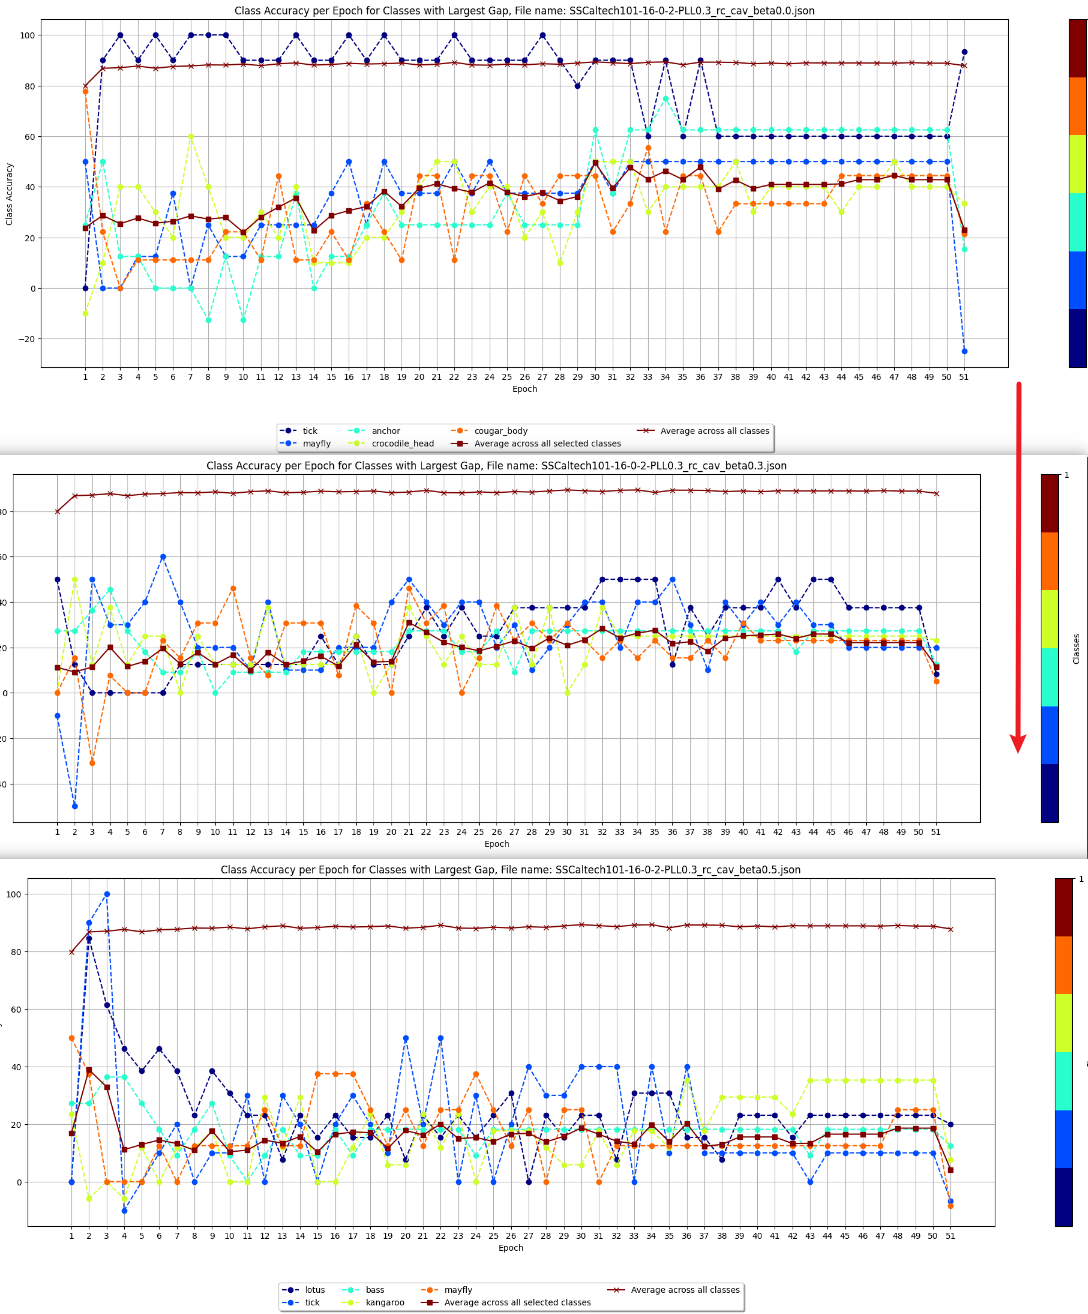 Class Accuracy per Epoch for Classes with Largest Gap, File name: SSCaltech101-16-0-2-PLL0.3_rc_cav_beta0.0.json
100
80
60
40
20
0
−20
Class Accuracy
1 2 3 4 5 6 7 8 9 10 11 12 13 14 15 16 17 18 19 20 21 22 23 24 25 26 27 28 29 30 31 32 33 34 35 36 37 38 39 40 41 42 43 44 45 46 47 48 49 50 51
Epoch
tick anchor cougar_body Average across all classes
mayfly crocodile_head Average across all selected classes
Class Accuracy per Epoch for Classes with Largest Gap, File name: SSCaltech101-16-0-2-PLL0.3_rc_cav_beta0.3.json
1
0
Classes
1 2 3 4 5 6 7 8 9 10 11 12 13 14 15 16 17 18 19 20 21 22 23 24 25 26 27 28 29 30 31 32 33 34 35 36 37 38 39 40 41 42 43 44 45 46 47 48 49 50 51
Epoch
Class Accuracy per Epoch for Classes with Largest Gap, File name: SSCaltech101-16-0-2-PLL0.3_rc_cav_beta0.5.json
1
100
80
60
40
20
0
1 2 3 4 5 6 7 8 9 10 11 12 13 14 15 16 17 18 19 20 21 22 23 24 25 26 27 28 29 30 31 32 33 34 35 36 37 38 39 40 41 42 43 44 45 46 47 48 49 50 51
Epoch
lotus bass mayfly Average across all classes
tick kangaroo Average across all selected classes